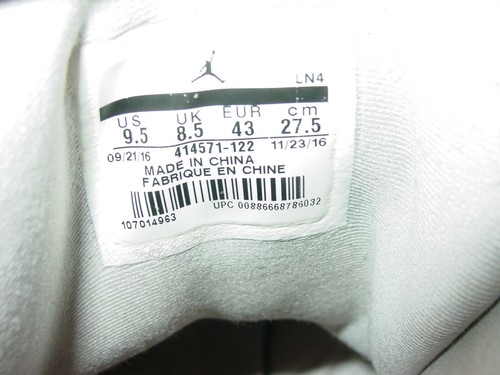 LN4
US UK EUR cm
9.5 8.5 43 27.5
09/21/16 414571-122 11/23/16
MADE IN CHINA
FABRIQUE EN CHINE
UPC 00886668786032
107014963